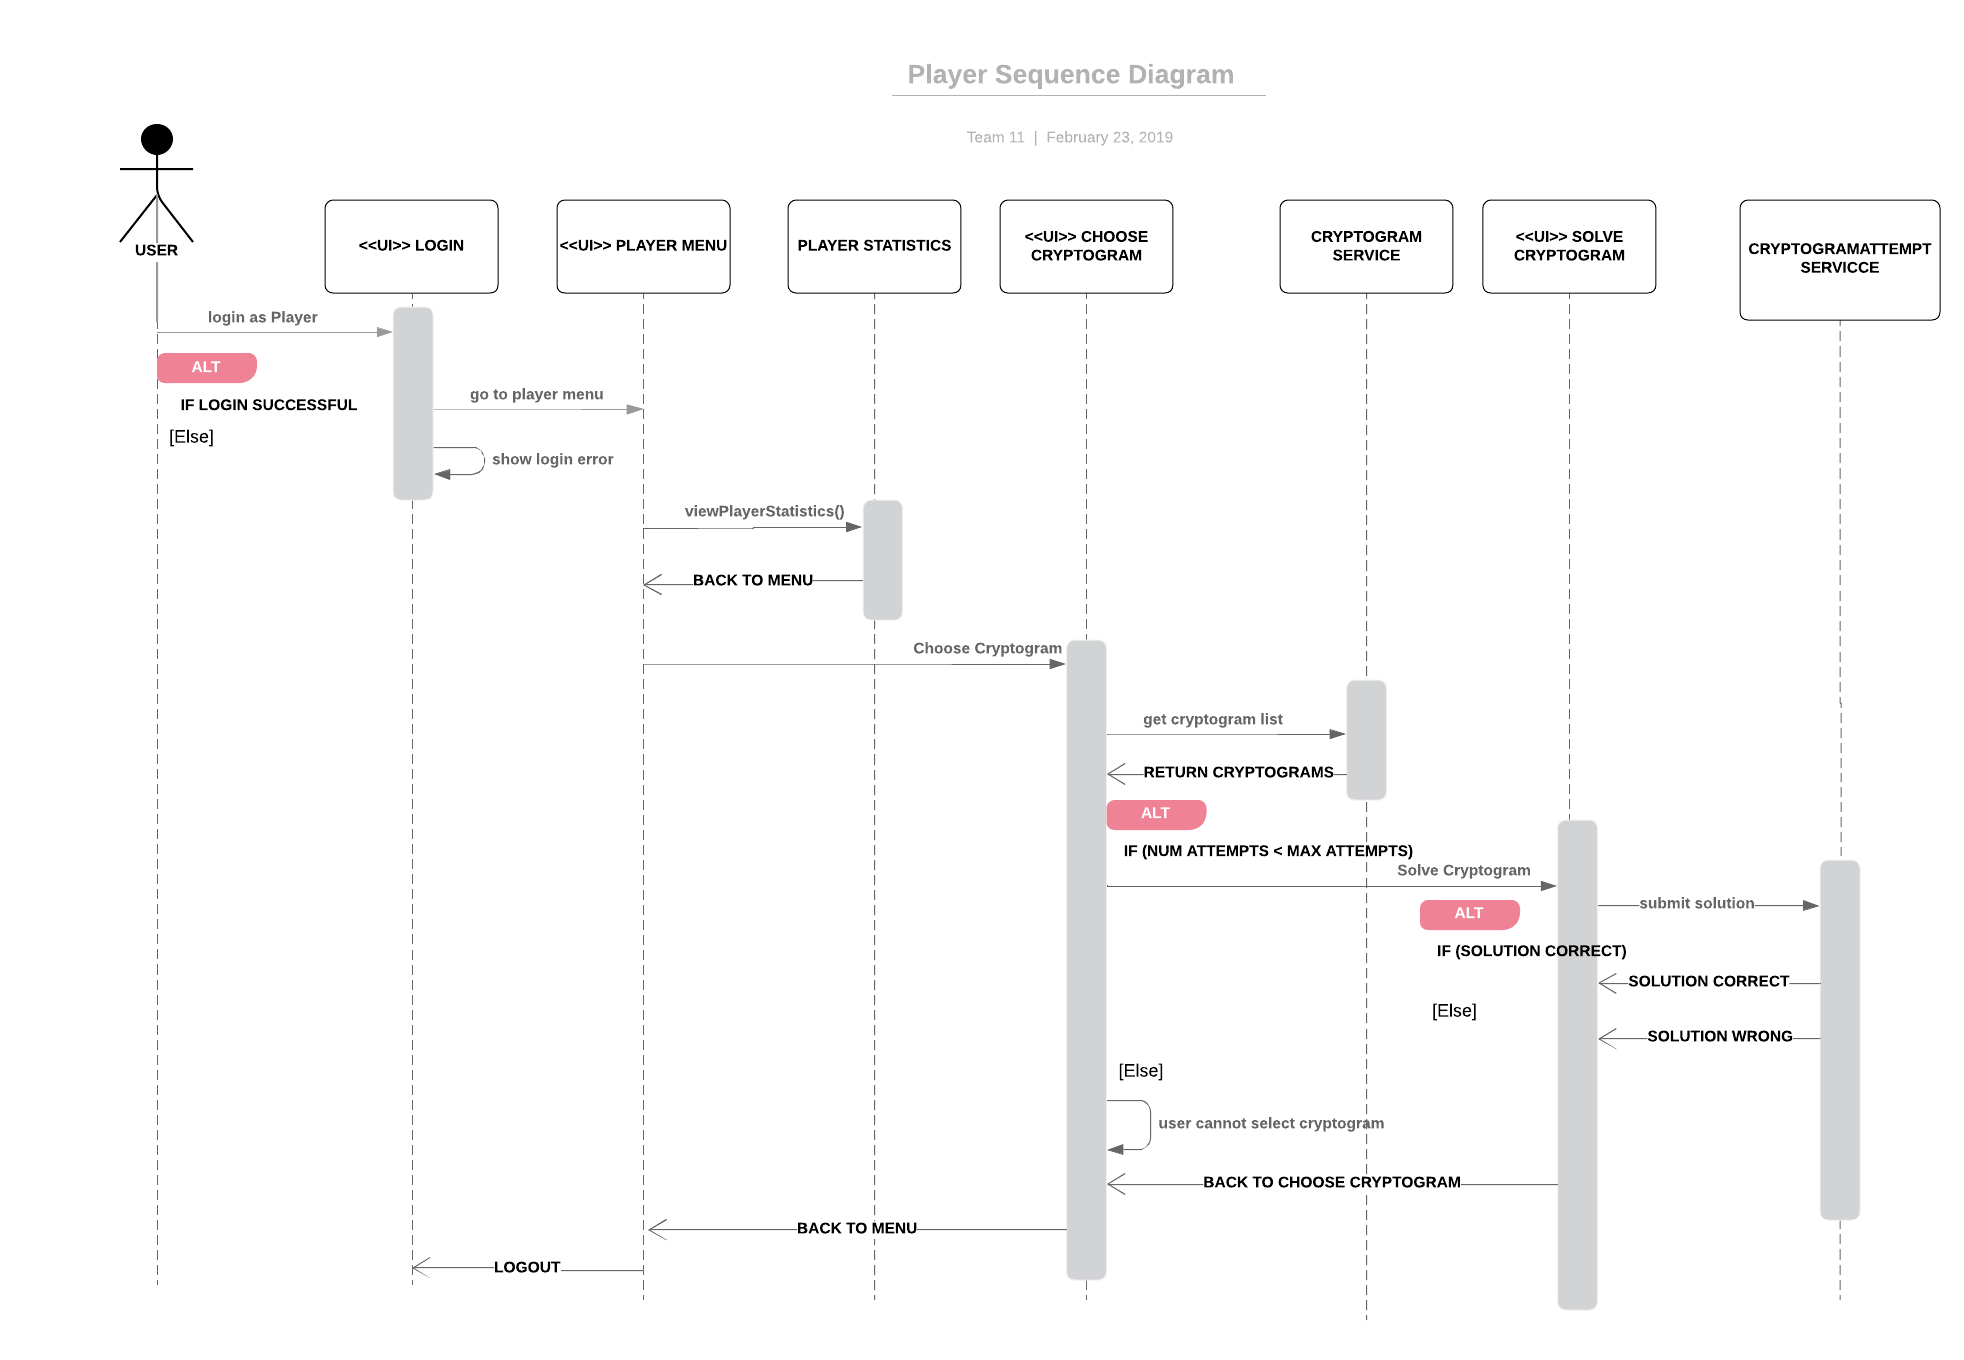 Player Sequence Diagram
Team 11 | February 23, 2019
USER
<<UI>> LOGIN
<<UI>> PLAYER MENU
PLAYER STATISTICS
<<UI>> CHOOSE
CRYPTOGRAM
CRYPTOGRAM
SERVICE
<<UI>> SOLVE
CRYPTOGRAM
CRYPTOGRAMATTEMPT
SERVICCE
login as Player
ALT
IF LOGIN SUCCESSFUL
go to player menu
[Else]
show login error
viewPlayerStatistics()
BACK TO MENU
Choose Cryptogram
get cryptogram list
RETURN CRYPTOGRAMS
ALT
IF (NUM ATTEMPTS < MAX ATTEMPTS)
Solve Cryptogram
ALT
submit solution
IF (SOLUTION CORRECT)
SOLUTION CORRECT
[Else]
SOLUTION WRONG
[Else]
user cannot select cryptogram
BACK TO CHOOSE CRYPTOGRAM
BACK TO MENU
LOGOUT